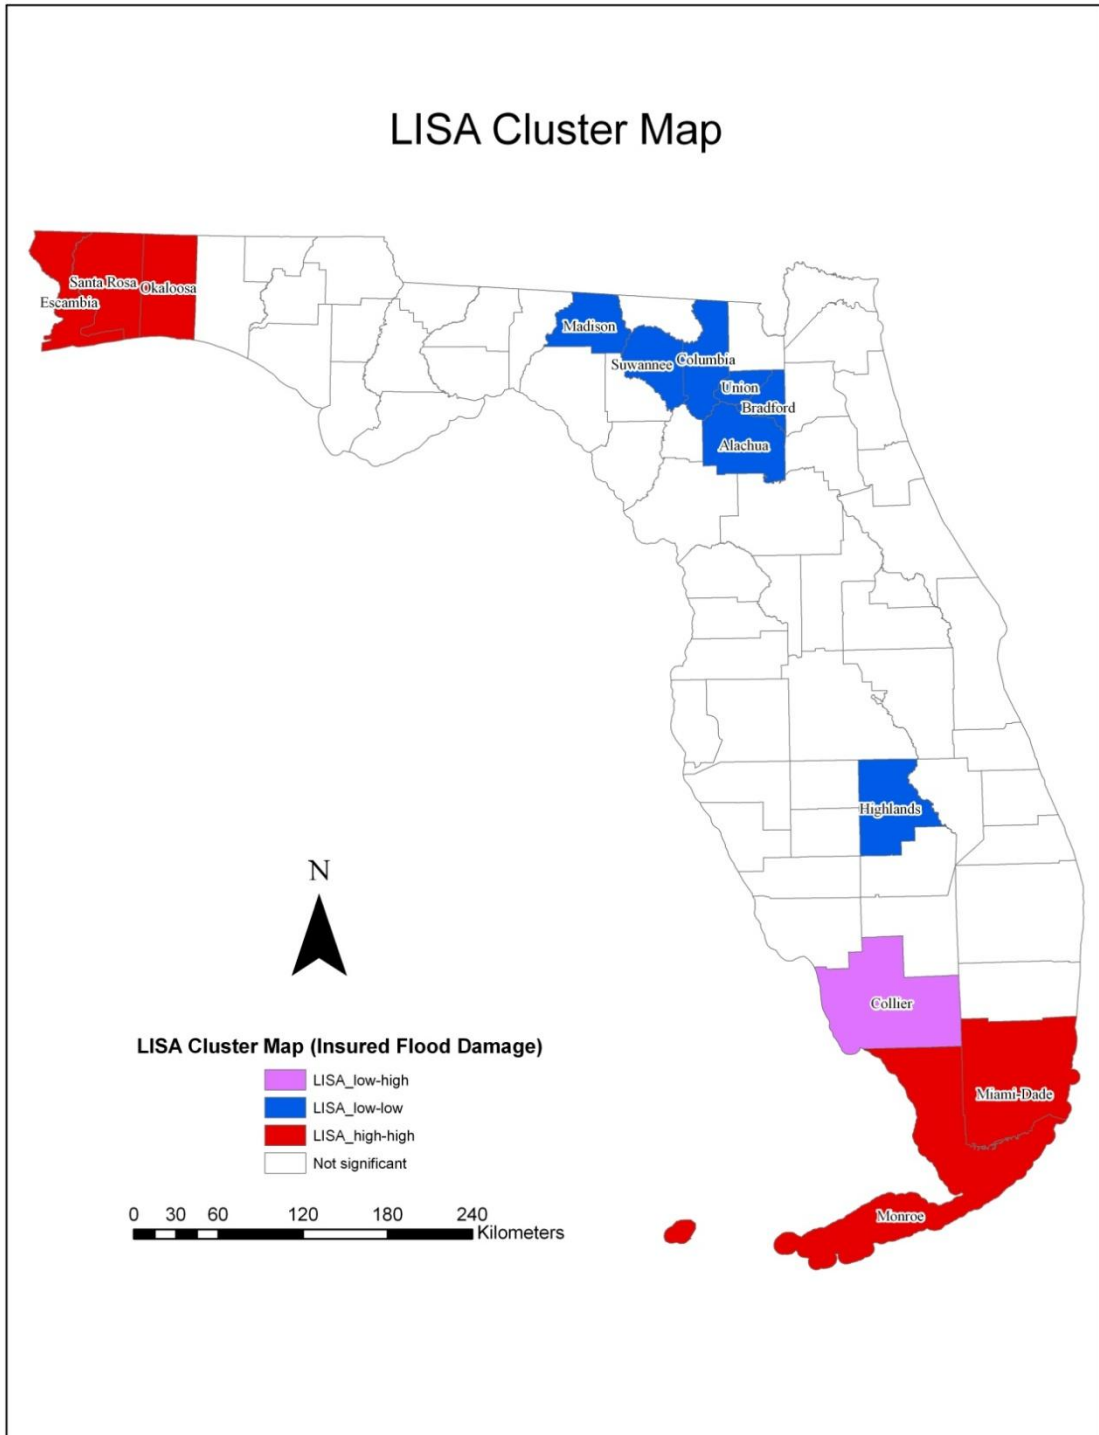 LISA Cluster Map
Santa Rosa
Okaloosa
Escambia
Madison
Suwannee
Columbia
Union
Bradford
Alachua
Highlands
Collier
Miami-Dade
Monroe
N
LISA Cluster Map (Insured Flood Damage)
LISA_low-high
LISA_low-low
LISA_high-high
Not significant
0 30 60 120 180 240
Kilometers